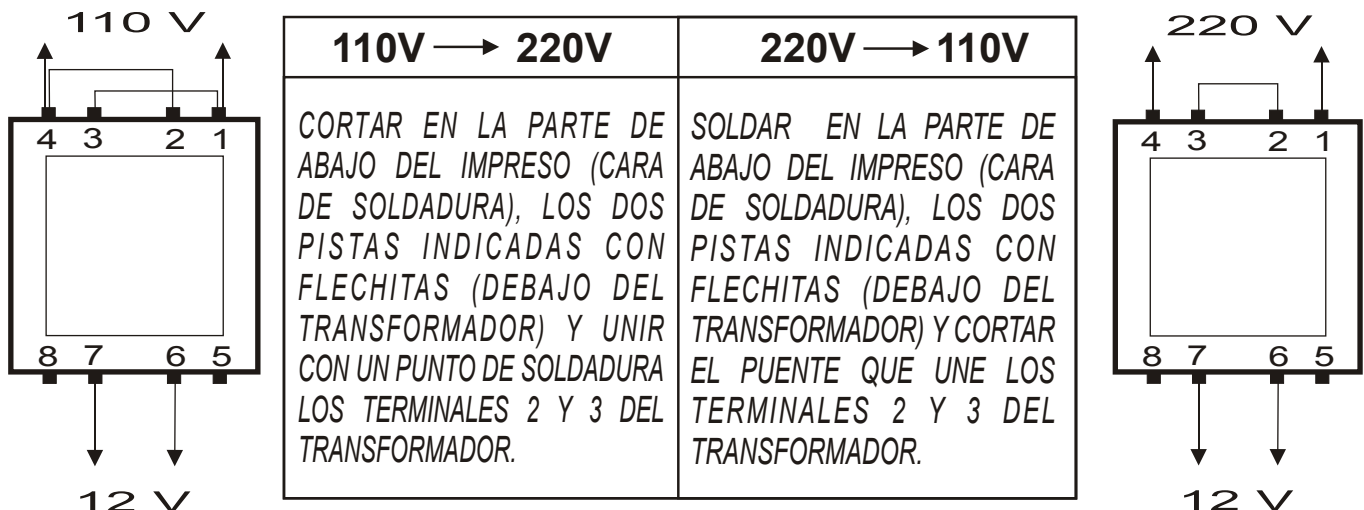 110 V
4 3 2 1
8 7 6 5
12 V
110V → 220V
CORTAR EN LA PARTE DE
ABAJO DEL IMPRESO (CARA
DE SOLDADURA), LOS DOS
PISTAS INDICADAS CON
FLECHITAS (DEBAJO DEL
TRANSFORMADOR) Y UNIR
CON UN PUNTO DE SOLDADURA
LOS TERMINALES 2 Y 3 DEL
TRANSFORMADOR.
220V → 110V
SOLDAR EN LA PARTE DE
ABAJO DEL IMPRESO (CARA
DE SOLDADURA), LOS DOS
PISTAS INDICADAS CON
FLECHITAS (DEBAJO DEL
TRANSFORMADOR) Y CORTAR
EL PUENTE QUE UNE LOS
TERMINALES 2 Y 3 DEL
TRANSFORMADOR.
220 V
4 3 2 1
8 7 6 5
12 V